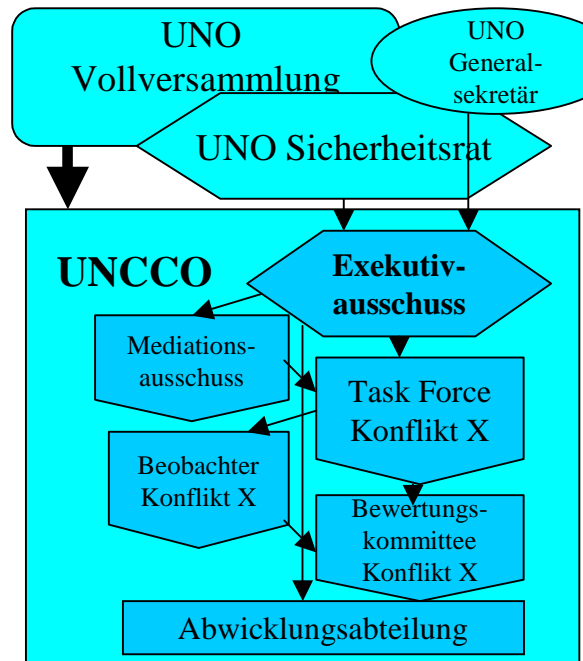 UNO
Vollversammlung
UNO
General-
sekretär
UNO Sicherheitsrat
UNCCO
Exekutiv-
ausschuss
Mediations-
ausschuss
Task Force
Konflikt X
Beobachter
Konflikt X
Bewertungs-
kommittee
Konflikt X
Abwicklungsabteilung